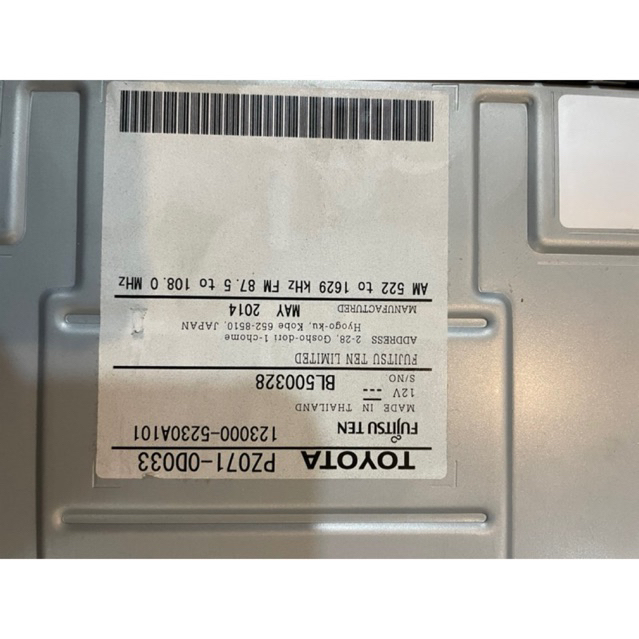 TOYOTA PZ071-0D033
FUJITSU TEN 123000-5230A101
MADE IN THAILAND
12V
S/NO. BL500328
FUJITSU TEN LIMITED
ADDRESS 2-28, Gosho-dori 1-chome
Hyogo-ku, Kobe 652-8510, JAPAN
MANUFACTURED MAY 2014
AM 522 to 1629 kHz FM 87.5 to 108.0 MHz